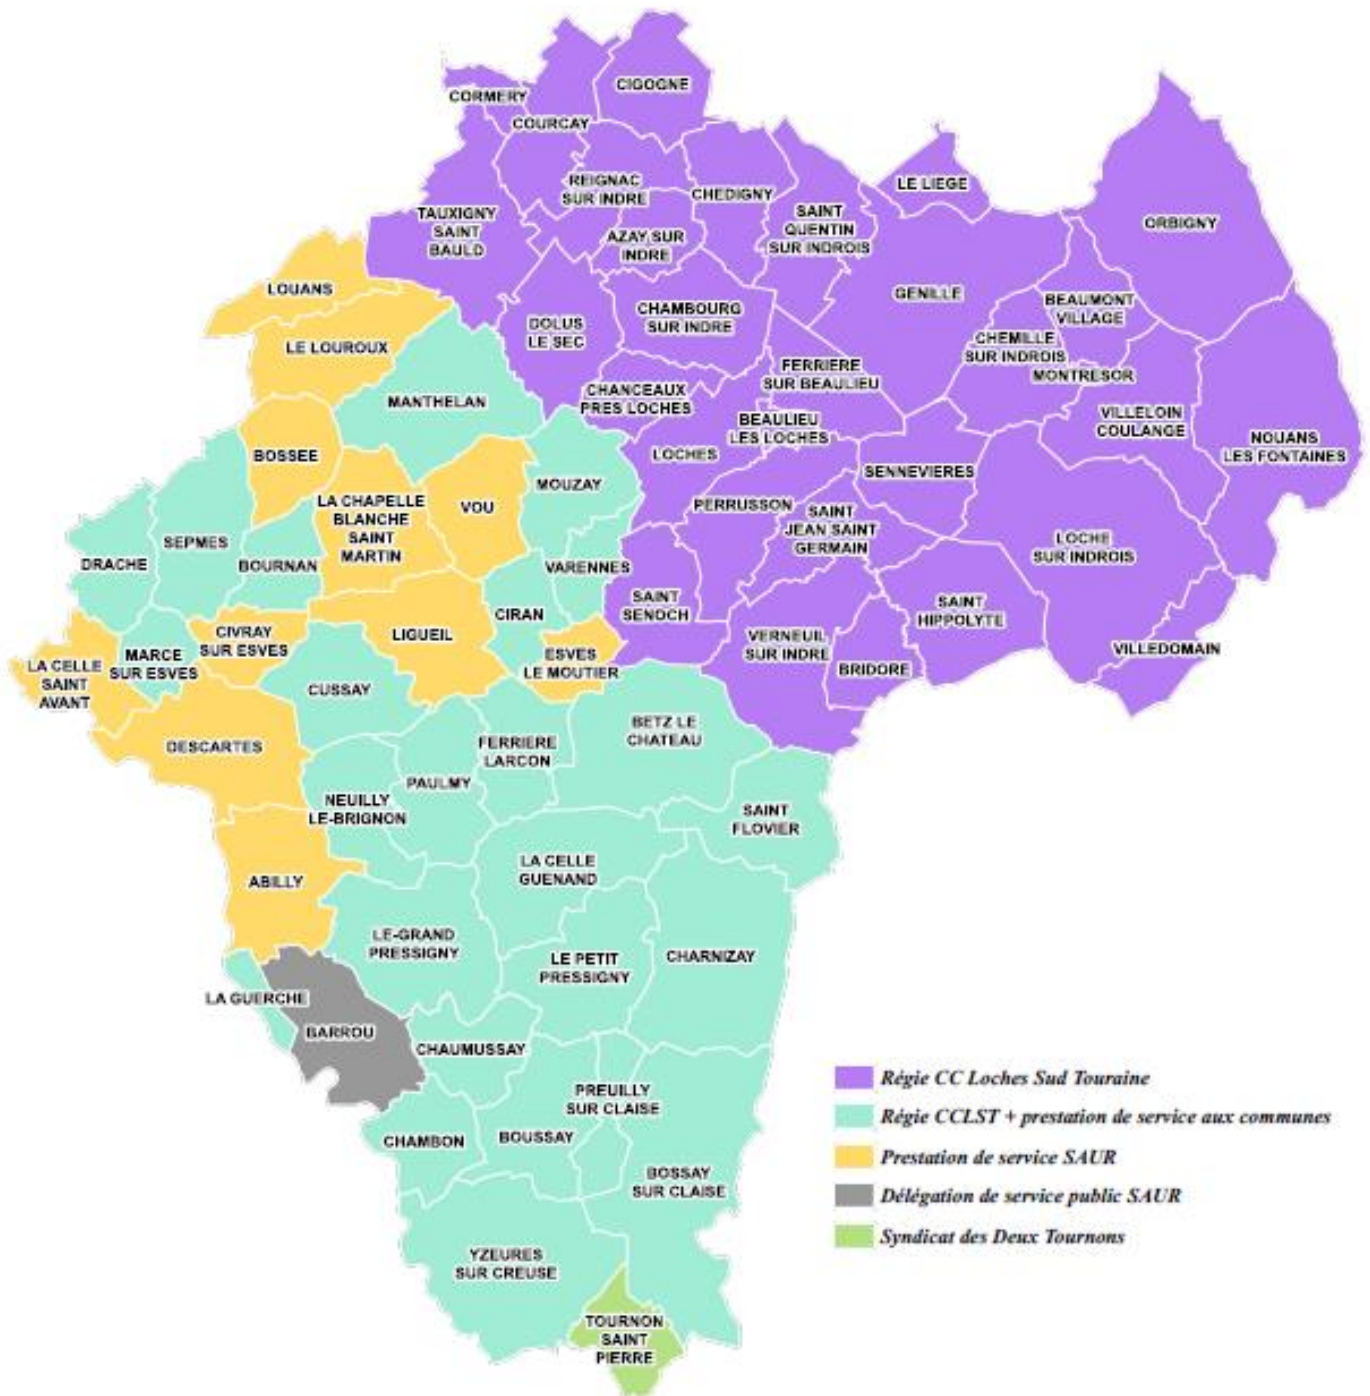 CIGOGNE
CORMERY
COURCAY
REIGNAC
SUR INDRE
CHEDIGNY
LE LIEGE
TAUXIGNY
SAINT
BAULD
AZAY SUR
INDRE
SAINT
QUENTIN
SUR INDROIS
ORBIGNY
LOUANS
GENILLE
BEAUMONT
VILLAGE
DOLUS
LE SEC
CHAMBOURG
SUR INDRE
LE LOUROUX
CHEMILLE
SUR INDROIS
MONTRESOR
FERRIERE
SUR BEAULIEU
CHANCEAUX
PRES LOCHES
MANTHELAN
BEAULIEU
LES LOCHES
VILLELOIN
COULANGE
NOUANS
LES FONTAINES
BOSSEE
LOCHES
SENNEVIERES
LA CHAPELLE
BLANCHE
SAINT
MARTIN
VOU
MOUZAY
PERRUSSON
SAINT
JEAN SAINT
GERMAIN
LOCHE
SUR INDROIS
SEPMES
DRACHE
BOURNAN
VARENNES
CIRAN
SAINT
SENOCH
SAINT
HIPPOLYTE
CIVRAY
SUR ESVES
LIGUEIL
VERNEUIL
SUR INDRE
BRIDORE
VILLEDOMAIN
LA CELLE
SAINT
AVANT
MARCE
SUR ESVES
ESVES
LE MOUTIER
CUSSAY
BETZ LE
CHATEAU
DESCARTES
FERRIERE
LARCON
PAULMY
NEUILLY
LE-BRIGNON
SAINT
FLOVIER
ABILLY
LA CELLE
GUENAND
LE-GRAND
PRESSIGNY
LE PETIT
PRESSIGNY
CHARNIZAY
LA GUERCHE
BARROU
CHAUMUSSAY
PREUILLY
SUR CLAISE
CHAMBON
BOUSSAY
BOSSAY
SUR CLAISE
YZEURES
SUR CREUSE
TOURNON
SAINT
PIERRE
Régie CC Loches Sud Touraine
Régie CCLST + prestation de service aux communes
Prestation de service SAUR
Délégation de service public SAUR
Syndicat des Deux Tournons